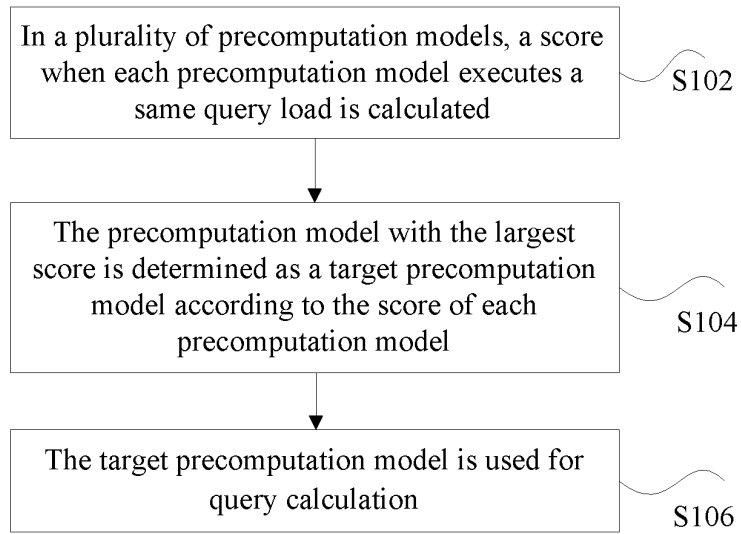 In a plurality of precomputation models, a score
when each precomputation model executes a
same query load is calculated
S102
The precomputation model with the largest
score is determined as a target precomputation
model according to the score of each
precomputation model
S104
The target precomputation model is used for
query calculation
S106